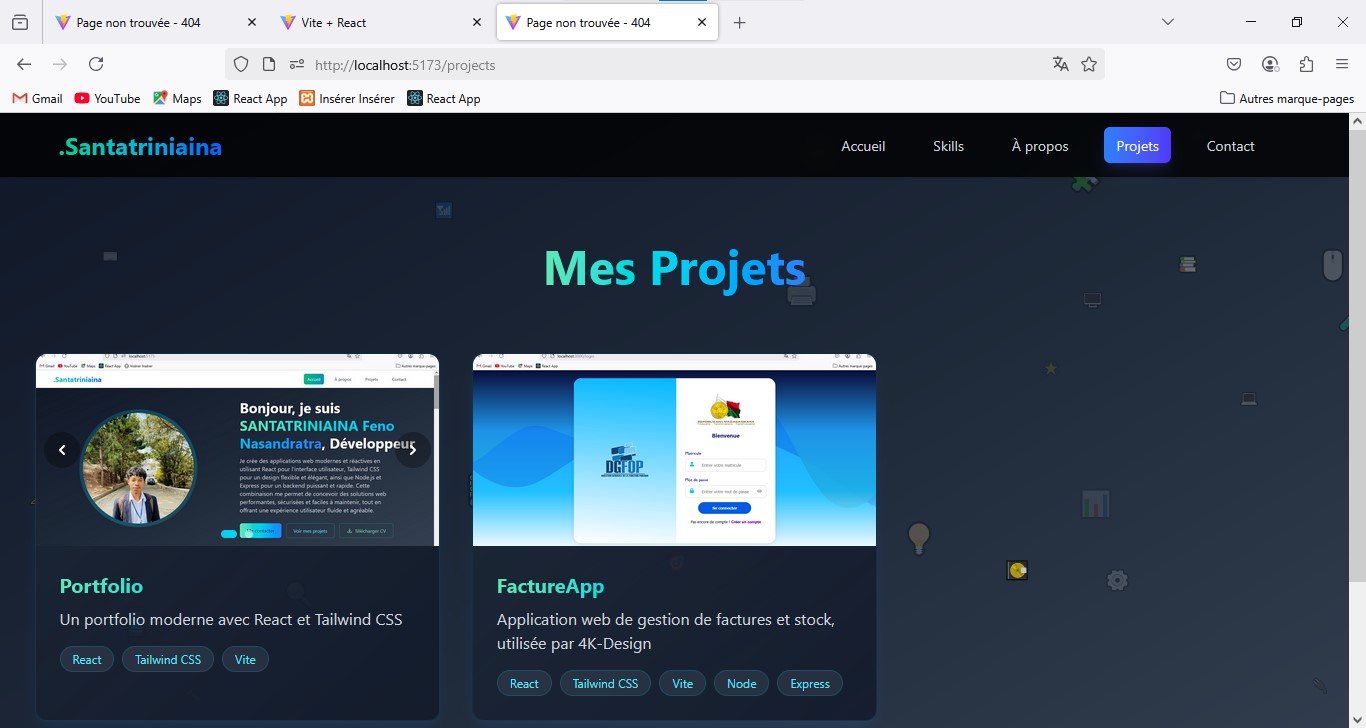 Page non trouvée - 404
Vite + React
Page non trouvée - 404
http://localhost:5173/projects
Gmail
YouTube
Maps
React App
Insérer Insérer
React App
Autres marque-pages
.Santatriniaina
Accueil
Skills
À propos
Projets
Contact
Mes Projets
.Santatriniaina
Accueil
À propos
Projets
Contact
Bonjour, je suis
SANTATRINIAINA Feno
Nasandratra, Développeur
Je crée des applications web modernes et réactives en
utilisant React pour l'interface utilisateur, Tailwind CSS
pour un design flexible et élégant, ainsi que Node.js et
Express pour un backend puissant et rapide. Cette
combinaison me permet de concevoir des solutions web
performantes, sécurisées et faciles à maintenir, tout en
offrant une expérience utilisateur fluide et agréable.
Voir mes projets
Télécharger CV
DGFOP
Bienvenue
Matricule
Entrer votre matricule
Mot de passe
Entrez votre mot de passe
Se connecter
Pas encore de compte ? Créer un compte
Portfolio
Un portfolio moderne avec React et Tailwind CSS
React
Tailwind CSS
Vite
FactureApp
Application web de gestion de factures et stock,
utilisée par 4K-Design
React
Tailwind CSS
Vite
Node
Express